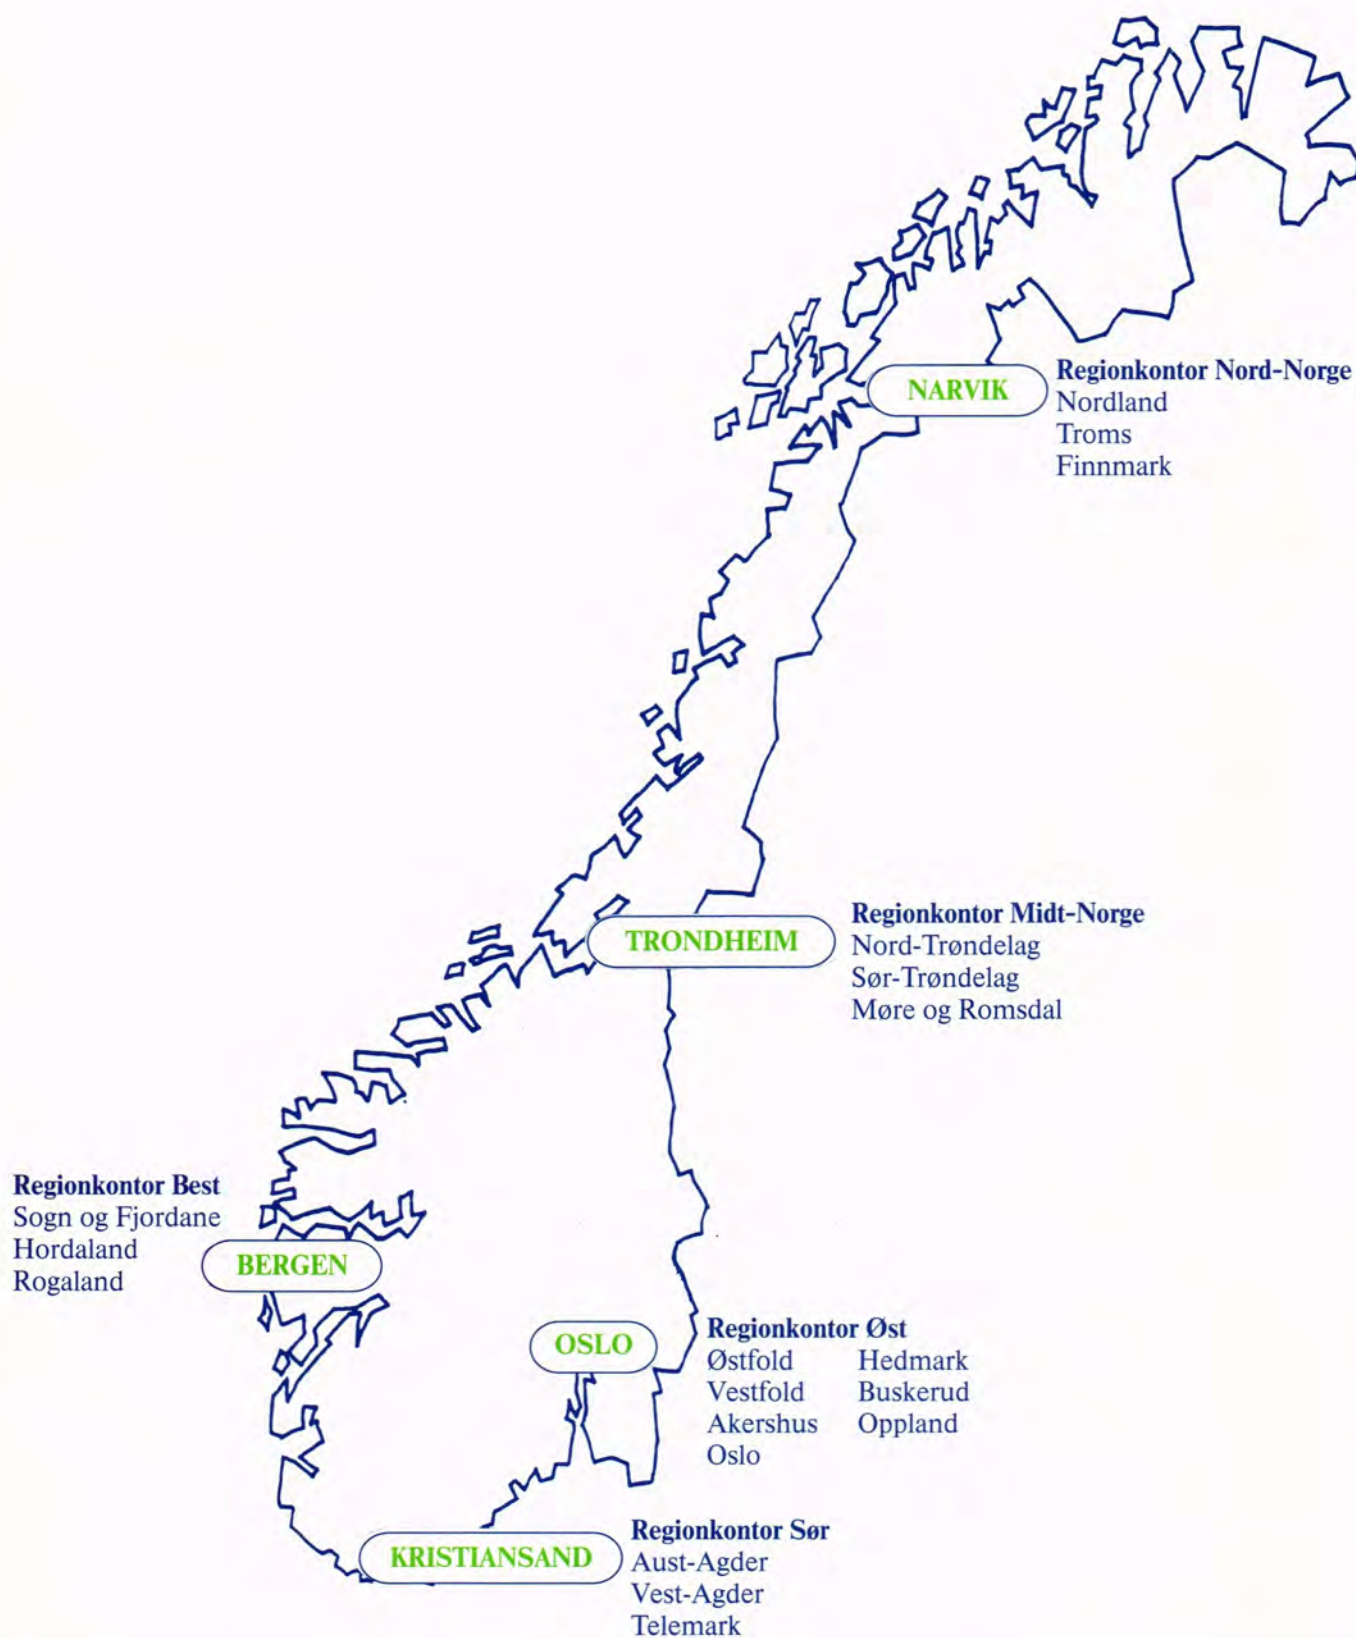 NARVIK
Regionkontor Nord-Norge
Nordland
Troms
Finnmark
TRONDHEIM
Regionkontor Midt-Norge
Nord-Trøndelag
Sør-Trøndelag
Møre og Romsdal
Regionkontor Best
Sogn og Fjordane
Hordaland
Rogaland
BERGEN
OSLO
Regionkontor Øst
Østfold Hedmark
Vestfold Buskerud
Akershus Oppland
Oslo
KRISTIANSAND
Regionkontor Sør
Aust-Agder
Vest-Agder
Telemark